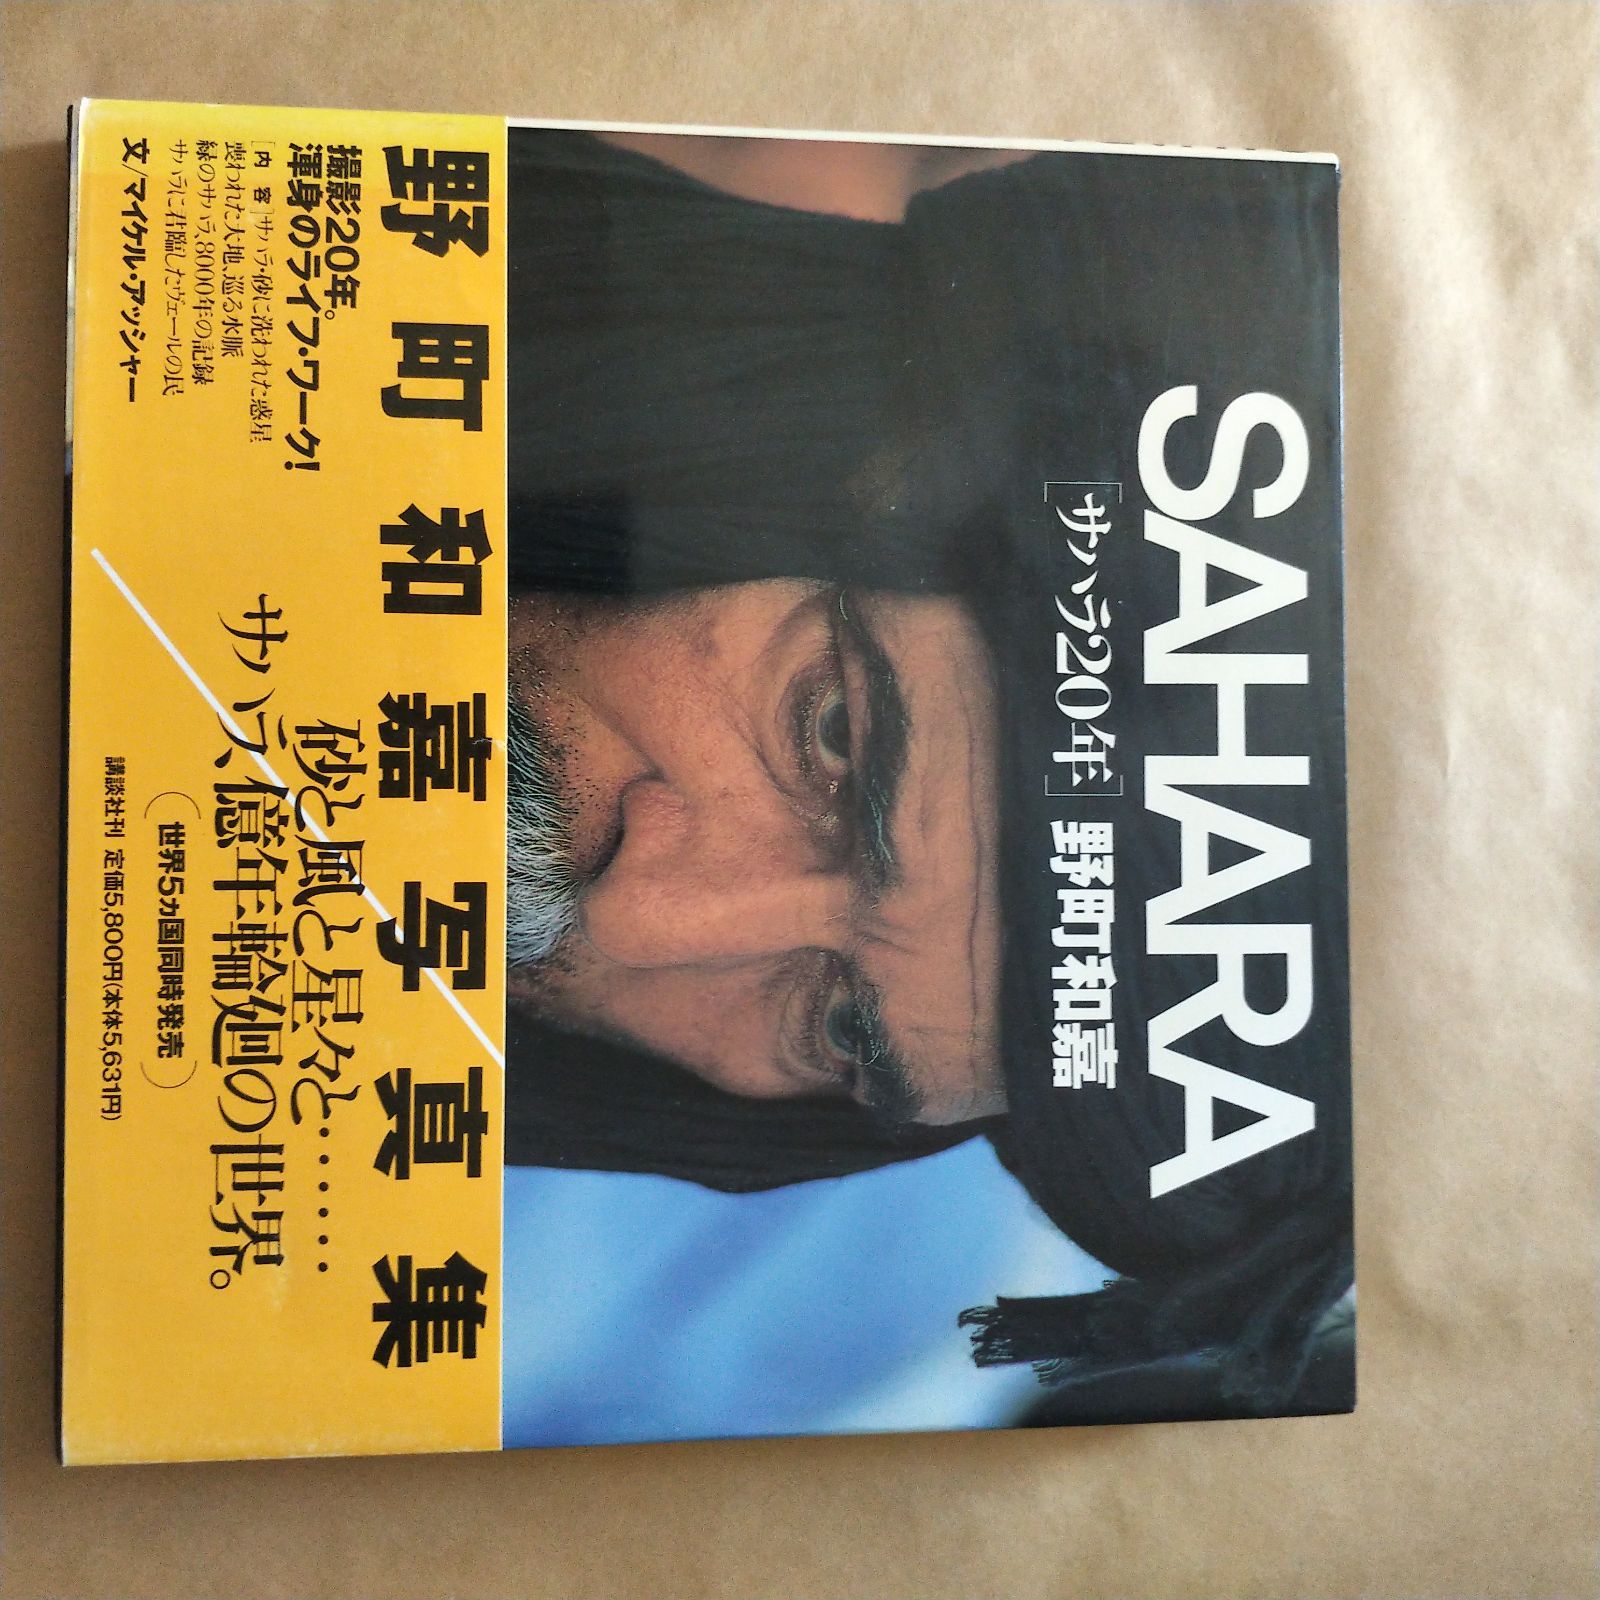 SAHARA
[サハラ20年] 野町和嘉
野町和嘉写真集
撮影20年。
渾身のライフ・ワーク!
[内容]サハラ・砂に洗われた惑星
喪われた大地、巡る水脈
緑のサハラ、8000年の記録
サハラに君臨したヴェールの民
文/マイケル・アッシャー
砂と風と星々と……
サハラ、億年輪廻の世界。
(世界5ヵ国同時発売)
講談社刊 定価5,800円(本体5,631円)